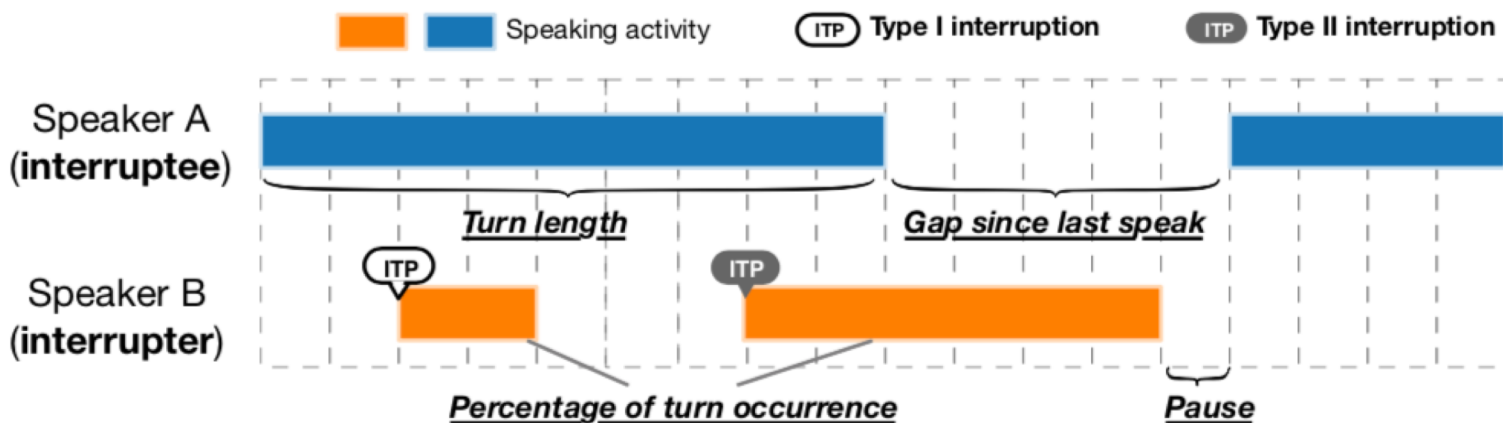 Speaking activity
ITP Type I interruption
ITP Type II interruption
Speaker A
(interruptee)
Turn length
Gap since last speak
ITP
ITP
Speaker B
(interrupter)
Percentage of turn occurrence
Pause